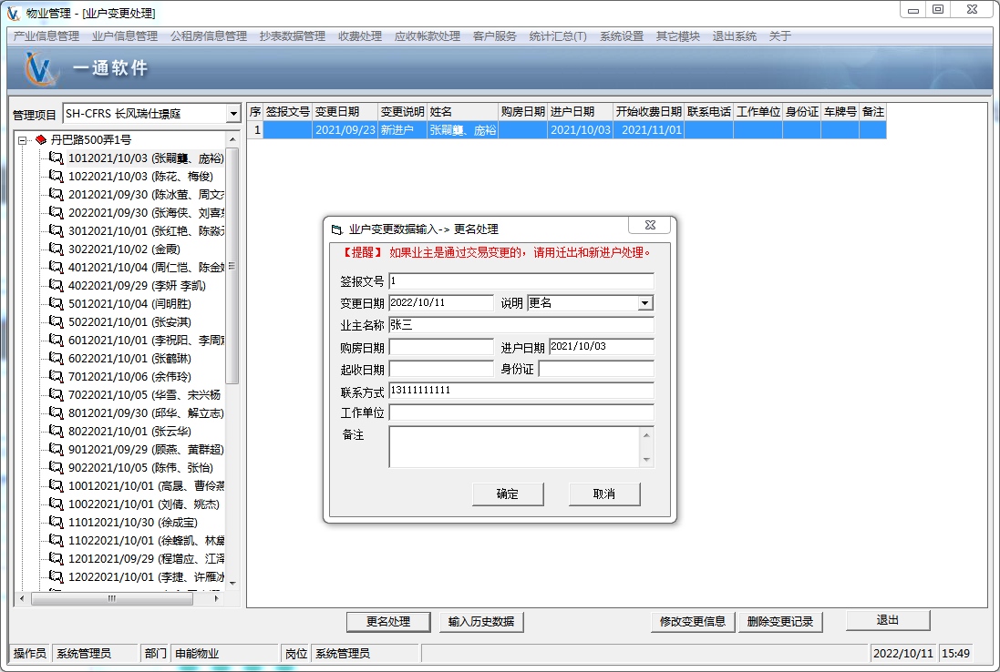 物业管理 - [业户变更处理]
产业信息管理 业户信息管理 公租房信息管理 抄表数据管理 收费处理 应收帐款处理 客户服务 统计汇总(T) 系统设置 其它模块 退出系统 关于
一通软件
管理项目 SH-CFRS 长风瑞仕璟庭
丹巴路500弄1号
1012021/10/03 (张嗣龑、庞裕)
1022021/10/03 (陈花、梅俊)
2012021/09/30 (陈冰萤、周文
2022021/09/30 (张海侠、刘喜
3012021/10/01 (张红艳、陈淼
3022021/10/02 (金霞)
4012021/10/04 (周仁恺、陈金
4022021/09/29 (李妍 李凯)
5012021/10/04 (闫明胜)
5022021/10/01 (张安淇)
6012021/10/01 (李祝阳、李周
6022021/10/01 (张鹤琳)
7012021/10/06 (余伟玲)
7022021/10/05 (华雪、宋兴杨
8012021/09/30 (邱华、解立志)
8022021/10/01 (张云华)
9012021/09/29 (顾燕、苗群超)
9022021/10/05 (陈伟、张怡)
10012021/10/01 (高晟、曹伶燕
10022021/10/01 (刘倩、姚杰)
11012021/10/30 (徐成宝)
11022021/10/01 (徐蜂凯、林黛
12012021/09/29 (程增应、江泽
12022021/10/01 (李捷、许雁冰
序 签报文号 变更日期 变更说明 姓名 购房日期 进户日期 开始收费日期 联系电话 工作单位 身份证 车牌号 备注
1 2021/09/23 新进户 张嗣龑、庞裕 2021/10/03 2021/11/01
业户变更数据输入-> 更名处理
【提醒】 如果业主是通过交易变更的，请用迁出和新进户处理。
签报文号 1
变更日期 2022/10/11 说明 更名
业主名称 张三
购房日期 进户日期 2021/10/03
起收日期 身份证
联系方式 13111111111
工作单位
备注
确定 取消
更名处理 输入历史数据 修改变更信息 删除变更记录 退出
操作员 系统管理员 部门 申能物业 岗位 系统管理员 2022/10/11 15:49